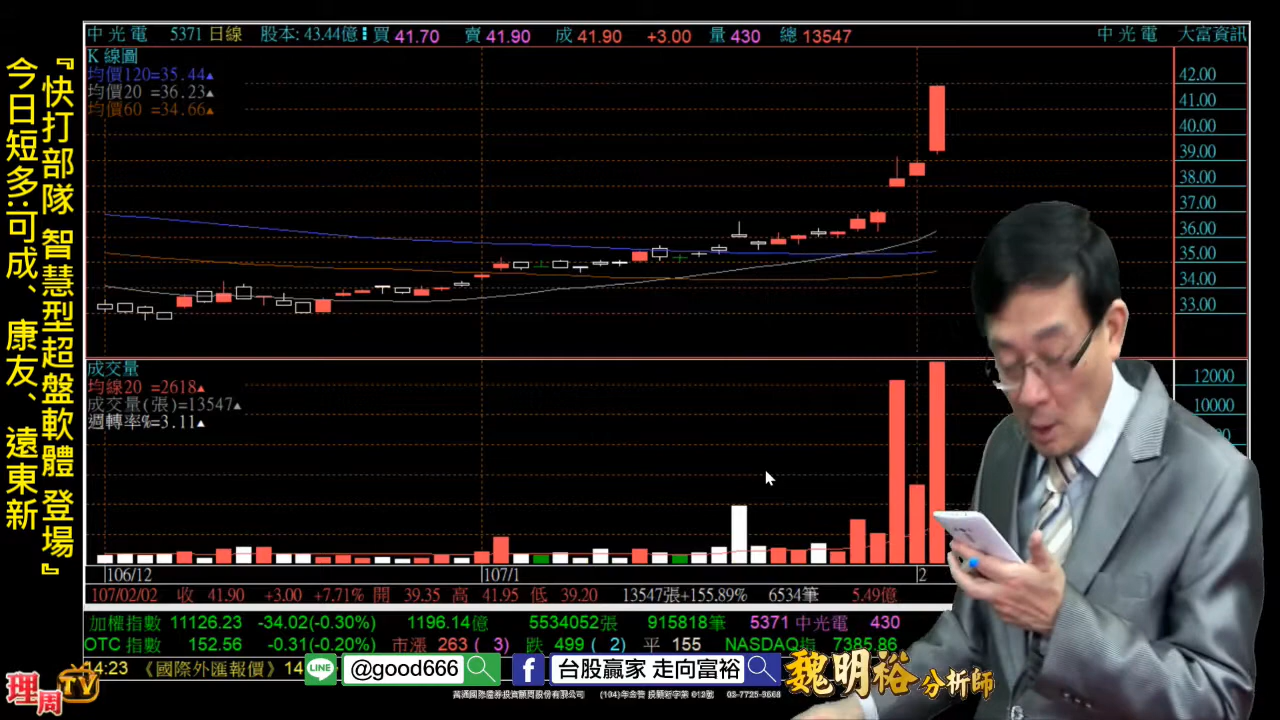 『快打部隊 智慧型超盤軟體 登場』
今日短多:可成、康友、遠東新
中光電 5371 日線 股本: 43.44億 買 41.70 賣 41.90 成 41.90 +3.00 量 430 總 13547 中光電 大富資訊
K 線圖
均價120=35.44▲
均價20 =36.23▲
均價60 =34.66▲
42.00
41.00
40.00
39.00
38.00
37.00
36.00
35.00
34.00
33.00
成交量
均線20 =2618▲
成交量(張)=13547▲
週轉率%=3.11▲
12000
10000
106/12 107/1 2
107/02/02 收 41.90 +3.00 +7.71% 開 39.35 高 41.95 低 39.20 13547張+155.89% 6534筆 5.49億
加權指數 11126.23 -34.02(-0.30%) 1196.14億 5534052張 915818筆 5371 中光電 430
OTC 指數 152.56 -0.31(-0.20%) 市漲 263 ( 3) 跌 499 ( 2) 平 155 NASDAQ指 7385.86
14:23 《國際外匯報價》 14
LINE @good666 f 台股贏家 走向富裕
魏明裕 分析師
理周TV